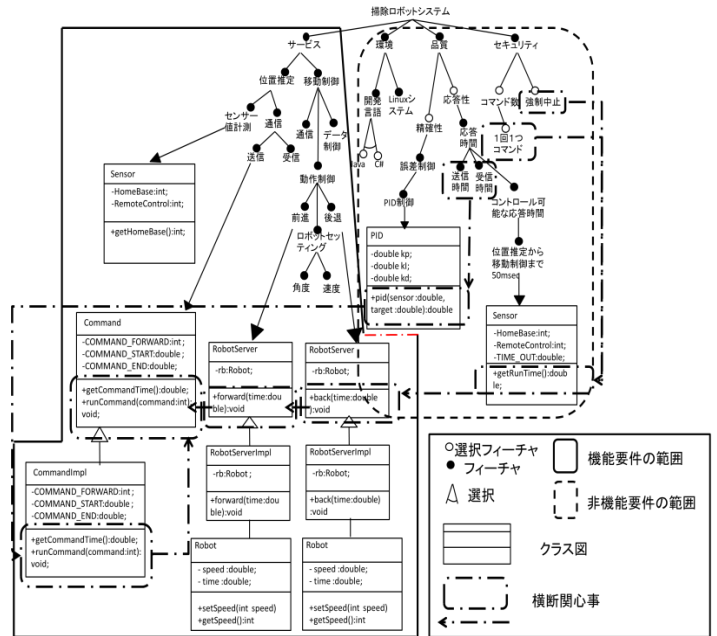 掃除ロボットシステム
サービス
環境
品質
セキュリティ
位置推定
移動制御
開発
言語
Linuxシ
ステム
応答性
コマンド数
強制中止
センサー
値計測
通信
通信
データ
制御
精確性
応答
時間
1回1つ
コマンド
送信
受信
Java
C#
誤差制御
送信
時間
受信
時間
動作制御
PID制御
コントロール可
能な応答時間
前進
後退
ロボットセッ
ティング
位置推定から
移動制御まで
50msec
角度
速度
Sensor
-HomeBase:int;
-RemoteControl:int;
+getHomeBase():int;
PID
-double kp;
-double kl;
-double kd;
+pid(sensor :double,
target :double):double
Sensor
-HomeBase:int;
-RemoteControl:int;
-TIME_OUT:double;
+getRunTime():doub
le;
Command
-COMMAND_FORWARD:int;
-COMMAND_START:double;
-COMMAND_END:double;
+getCommandTime():double;
+runCommand(command:int):
void;
RobotServer
-rb:Robot;
+forward(time:dou
ble):void
RobotServer
-rb:Robot;
+back(time:double
):void
CommandImpl
-COMMAND_FORWARD:int;
-COMMAND_START:double;
-COMMAND_END:double;
+getCommandTime():double;
+runCommand(command:int):
void;
RobotServerImpl
-rb:Robot;
+forward(time:double)
:void
RobotServerImpl
-rb:Robot;
+back(time:double)
:void
Robot
- speed :double;
- time :double;
+setSpeed(int speed)
+getSpeed():int
Robot
- speed :double;
- time :double;
+setSpeed(int speed)
+getSpeed():int
選択フィーチャ
フィーチャ
選択
クラス図
機能要件の範囲
非機能要件の範囲
横断関心事